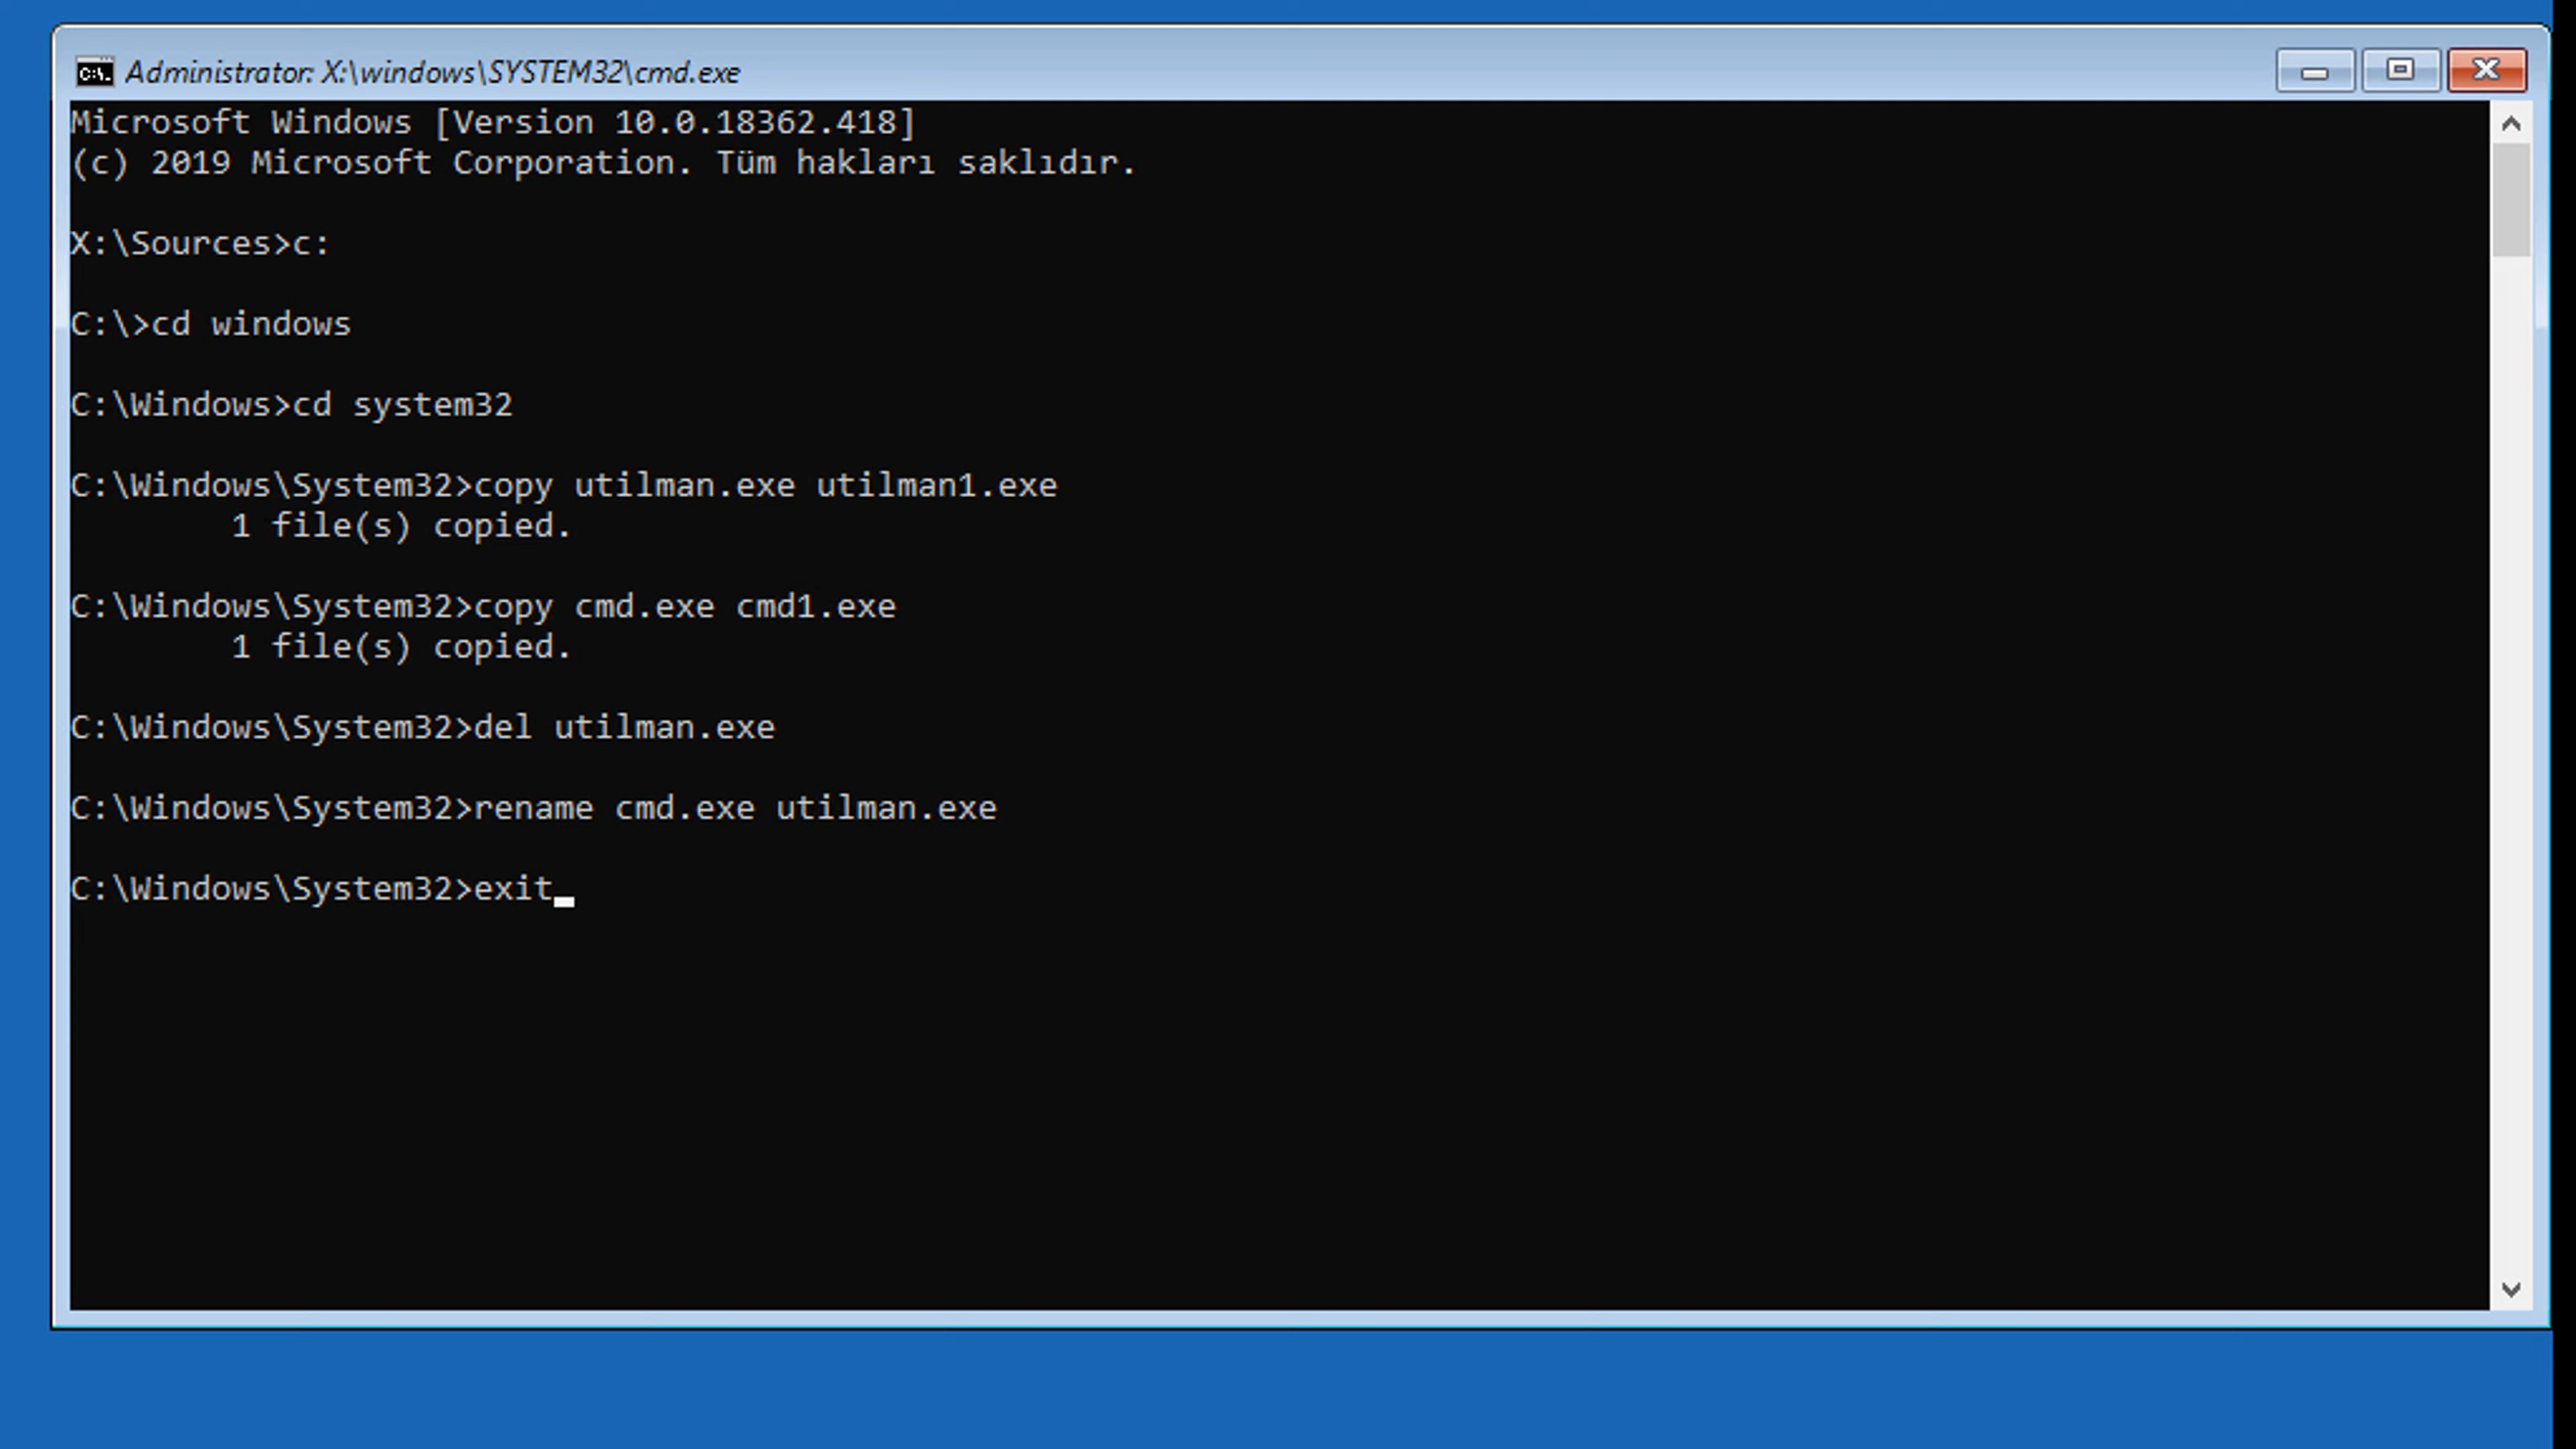 Administrator: X:\windows\SYSTEM32\cmd.exe
Microsoft Windows [Version 10.0.18362.418]
(c) 2019 Microsoft Corporation. Tüm hakları saklıdır.
X:\Sources>c:
C:\>cd windows
C:\Windows>cd system32
C:\Windows\System32>copy utilman.exe utilman1.exe
1 file(s) copied.
C:\Windows\System32>copy cmd.exe cmd1.exe
1 file(s) copied.
C:\Windows\System32>del utilman.exe
C:\Windows\System32>rename cmd.exe utilman.exe
C:\Windows\System32>exit